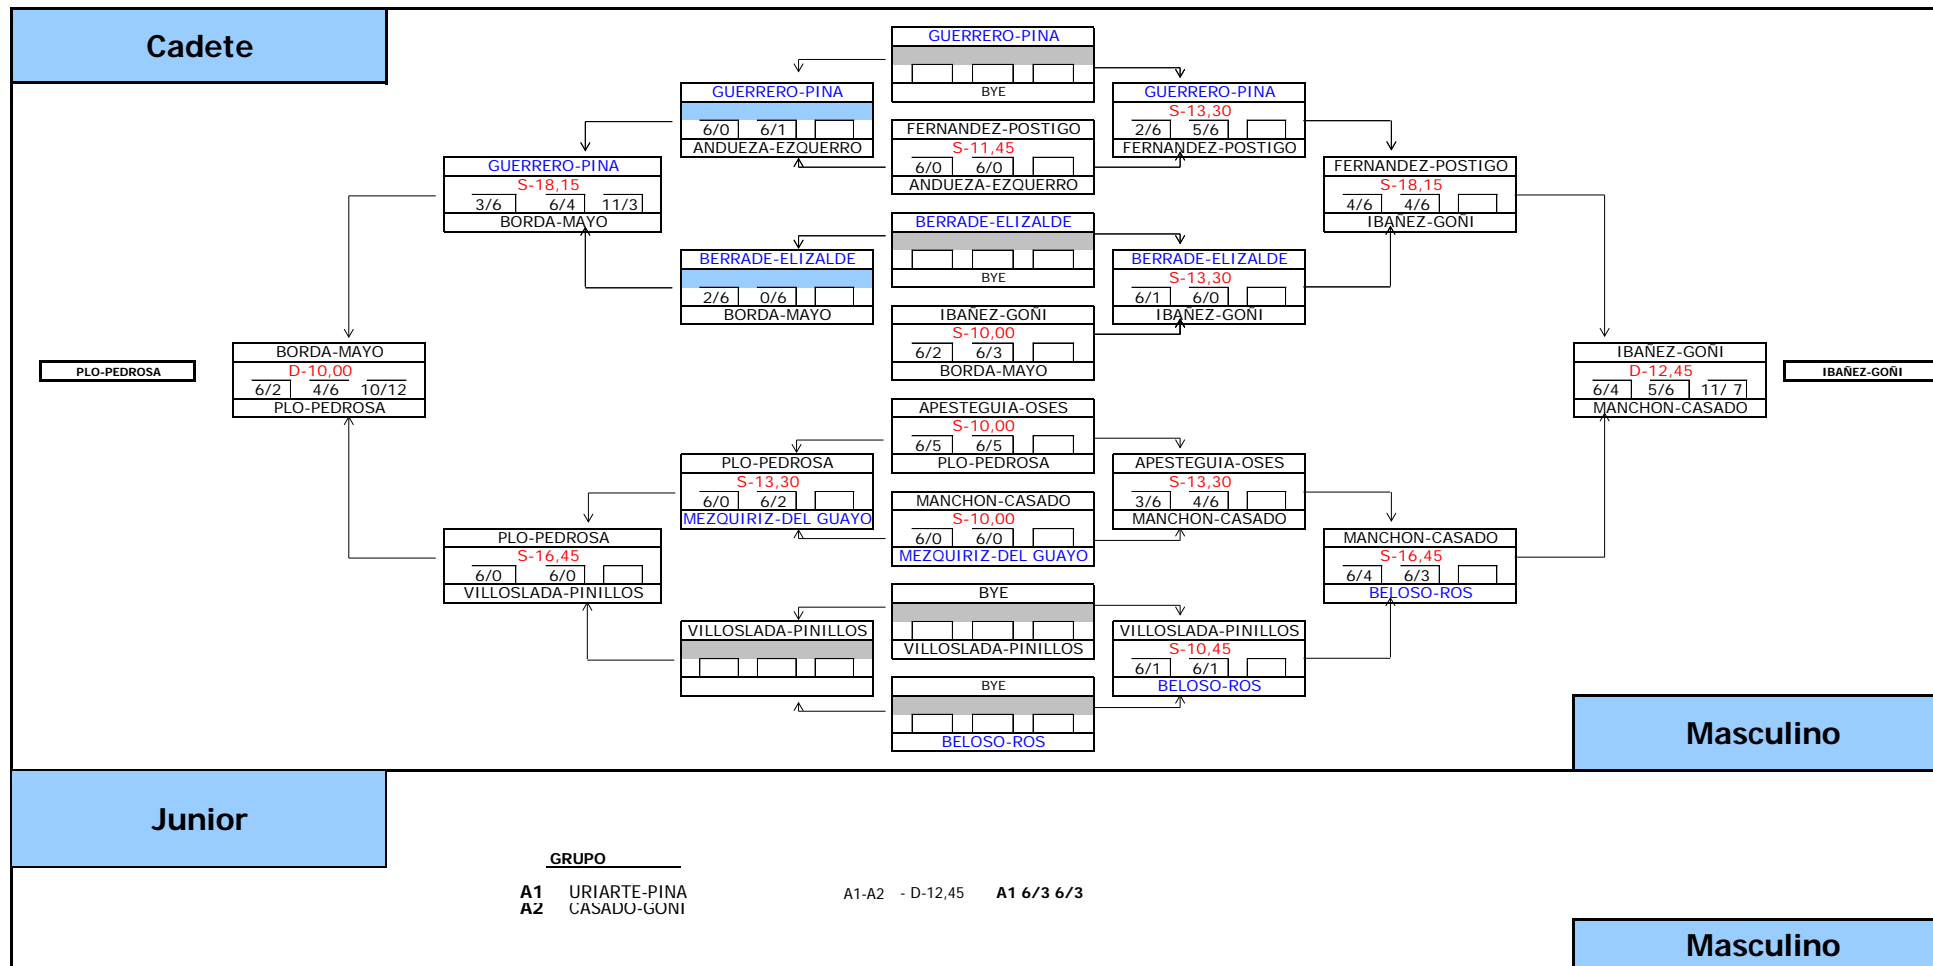 Cadete
GUERRERO-PINA
BYE
FERNANDEZ-POSTIGO
S-11,45
6/0 6/0
ANDUEZA-EZQUERRO
BERRADE-ELIZALDE
BYE
IBAÑEZ-GOÑI
S-10,00
6/2 6/3
BORDA-MAYO
APESTEGUIA-OSES
S-10,00
6/5 6/5
PLO-PEDROSA
MANCHON-CASADO
S-10,00
6/0 6/0
MEZQUIRIZ-DEL GUAYO
BYE
VILLOSLADA-PINILLOS
BYE
BELOSO-ROS
GUERRERO-PINA
6/0 6/1
ANDUEZA-EZQUERRO
BERRADE-ELIZALDE
2/6 0/6
BORDA-MAYO
PLO-PEDROSA
S-13,30
6/0 6/2
MEZQUIRIZ-DEL GUAYO
VILLOSLADA-PINILLOS
GUERRERO-PINA
S-18,15
3/6 6/4 11/3
BORDA-MAYO
PLO-PEDROSA
S-16,45
6/0 6/0
VILLOSLADA-PINILLOS
BORDA-MAYO
D-10,00
6/2 4/6 10/12
PLO-PEDROSA
PLO-PEDROSA
GUERRERO-PINA
S-13,30
2/6 5/6
FERNANDEZ-POSTIGO
BERRADE-ELIZALDE
S-13,30
6/1 6/0
IBAÑEZ-GOÑI
APESTEGUIA-OSES
S-13,30
3/6 4/6
MANCHON-CASADO
VILLOSLADA-PINILLOS
S-10,45
6/1 6/1
BELOSO-ROS
FERNANDEZ-POSTIGO
S-18,15
4/6 4/6
IBAÑEZ-GOÑI
MANCHON-CASADO
S-16,45
6/4 6/3
BELOSO-ROS
IBAÑEZ-GOÑI
D-12,45
6/4 5/6 11/ 7
MANCHON-CASADO
IBAÑEZ-GOÑI
Masculino
Junior
GRUPO
A1 URIARTE-PINA A1-A2 - D-12,45 A1 6/3 6/3
A2 CASADO-GONI
Masculino